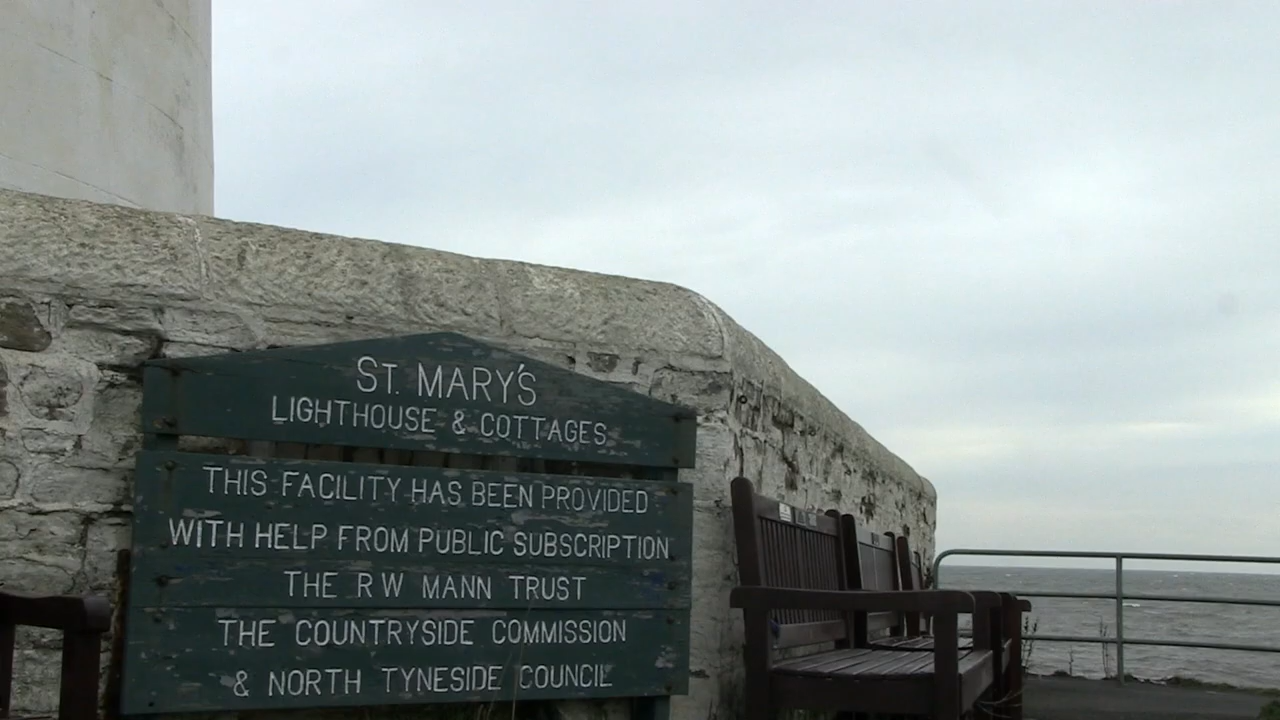 ST. MARY'S
LIGHTHOUSE & COTTAGES
THIS FACILITY HAS BEEN PROVIDED
WITH HELP FROM PUBLIC SUBSCRIPTION
THE R W MANN TRUST
THE COUNTRYSIDE COMMISSION
& NORTH TYNESIDE COUNCIL